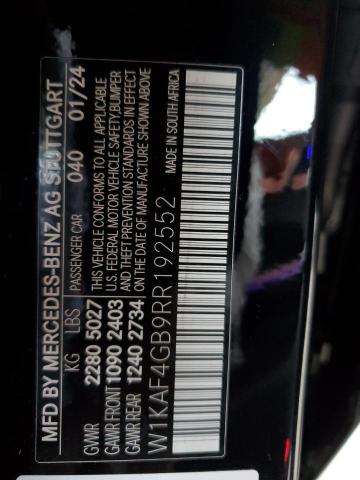 MFD BY MERCEDES-BENZ AG STUTTGART
PASSENGER CAR 040 01/24
KG LBS
GVWR 2280 5027
GAWR FRONT 1090 2403
GAWR REAR 1240 2734
THIS VEHICLE CONFORMS TO ALL APPLICABLE
U.S. FEDERAL MOTOR VEHICLE SAFETY, BUMPER
AND THEFT PREVENTION STANDARDS IN EFFECT
ON THE DATE OF MANUFACTURE SHOWN ABOVE
MADE IN SOUTH AFRICA
W1KAF4GB9RR192552